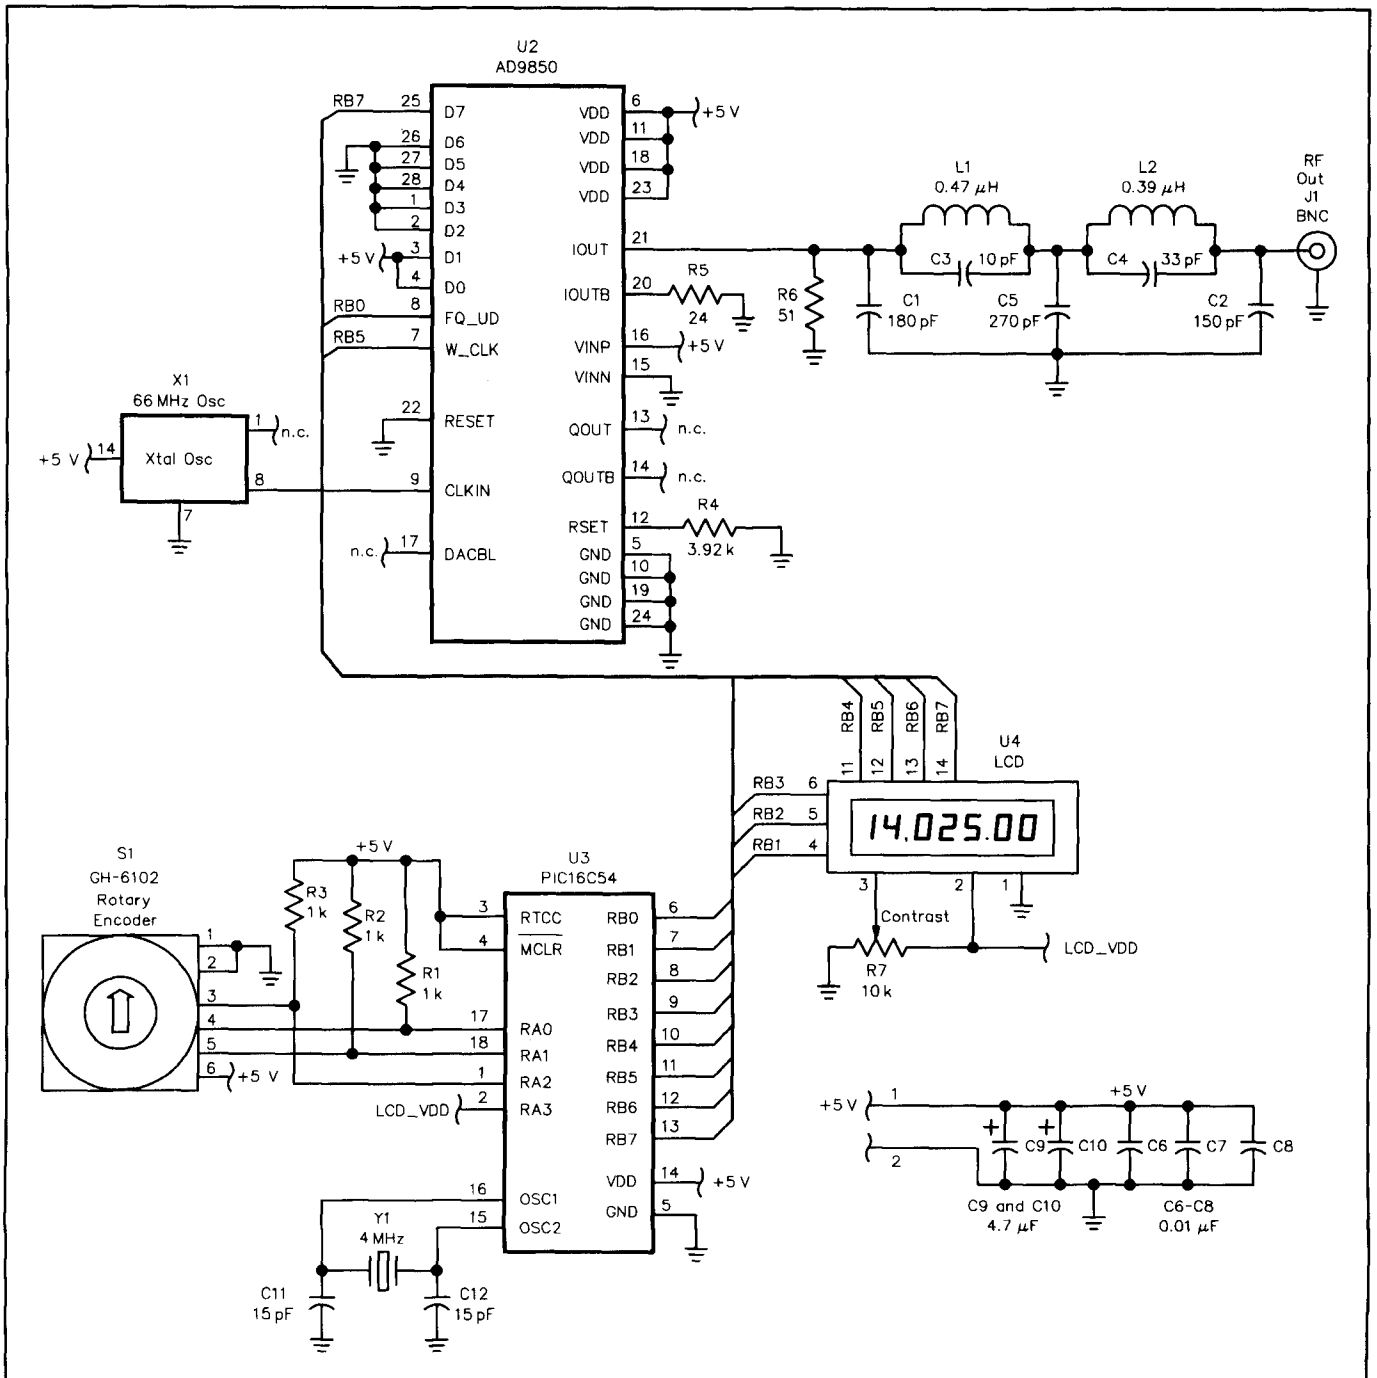 U2
AD9850
RB7 25 D7
26 D6
27 D5
28 D4
1 D3
2 D2
+5 V 3 D1
4 D0
RB0 8 FQ_UD
RB5 7 W_CLK
22 RESET
9 CLKIN
n.c. 17 DACBL
VDD 6 +5 V
VDD 11
VDD 18
VDD 23
IOUT 21
IOUTB 20
VINP 16 +5 V
VINN 15
QOUT 13 n.c.
QOUTB 14 n.c.
RSET 12
GND 5
GND 10
GND 19
GND 24
R5
24
R4
3.92 k
R6
51
L1
0.47 µH
L2
0.39 µH
C3 10 pF
C4 33 pF
C1
180 pF
C5
270 pF
C2
150 pF
RF
Out
J1
BNC
X1
66 MHz Osc
Xtal Osc
+5 V 14
1 n.c.
8
7
RB4
RB5
RB6
RB7
11
12
13
14
U4
LCD
RB3 6
RB2 5
RB1 4
14,025.00
3
2
1
Contrast
R7
10 k
LCD_VDD
S1
GH-6102
Rotary
Encoder
1
2
3
4
5
6 +5 V
+5 V
R3
1 k
R2
1 k
R1
1 k
U3
PIC16C54
3 RTCC
4 MCLR
17 RA0
18 RA1
1 RA2
LCD_VDD 2 RA3
16 OSC1
15 OSC2
RB0 6
RB1 7
RB2 8
RB3 9
RB4 10
RB5 11
RB6 12
RB7 13
VDD 14 +5 V
GND 5
Y1
4 MHz
C11
15 pF
C12
15 pF
+5 V 1
2
+5 V
+ C9
+ C10
C6
C7
C8
C9 and C10
4.7 µF
C6-C8
0.01 µF